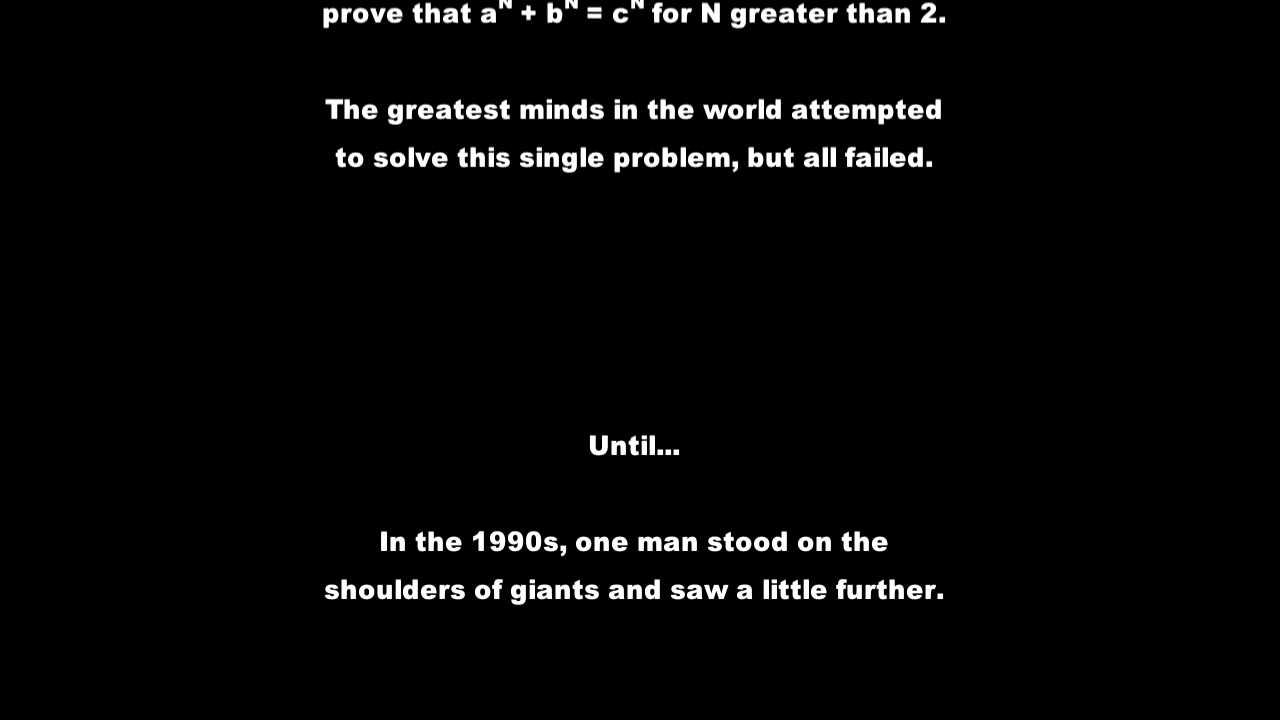 prove that aᴺ + bᴺ = cᴺ for N greater than 2.
The greatest minds in the world attempted
to solve this single problem, but all failed.
Until...
In the 1990s, one man stood on the
shoulders of giants and saw a little further.